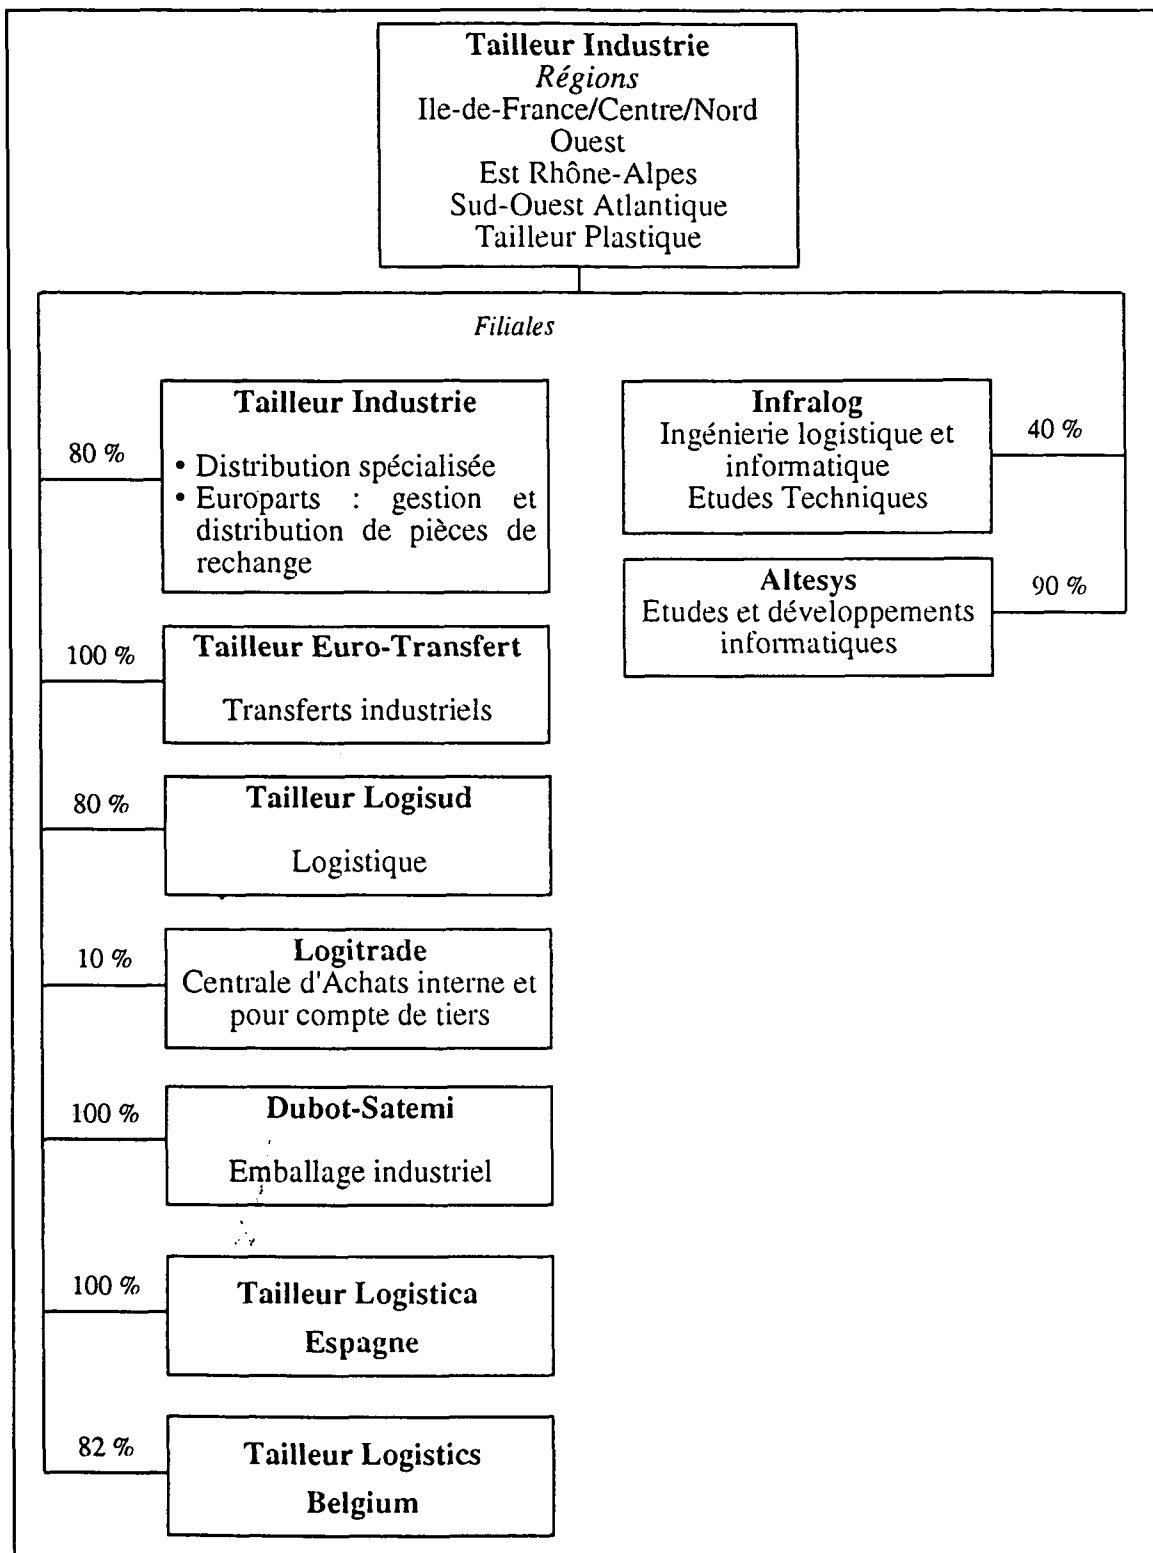 Tailleur Industrie
Régions
Ile-de-France/Centre/Nord
Ouest
Est Rhône-Alpes
Sud-Ouest Atlantique
Tailleur Plastique
Filiales
80 %
Tailleur Industrie
• Distribution spécialisée
• Europarts : gestion et
distribution de pièces de
rechange
100 %
Tailleur Euro-Transfert
Transferts industriels
80 %
Tailleur Logisud
Logistique
10 %
Logitrade
Centrale d'Achats interne et
pour compte de tiers
100 %
Dubot-Satemi
Emballage industriel
100 %
Tailleur Logistica
Espagne
82 %
Tailleur Logistics
Belgium
Infralog
Ingénierie logistique et
informatique
Etudes Techniques
40 %
Altesys
Etudes et développements
informatiques
90 %